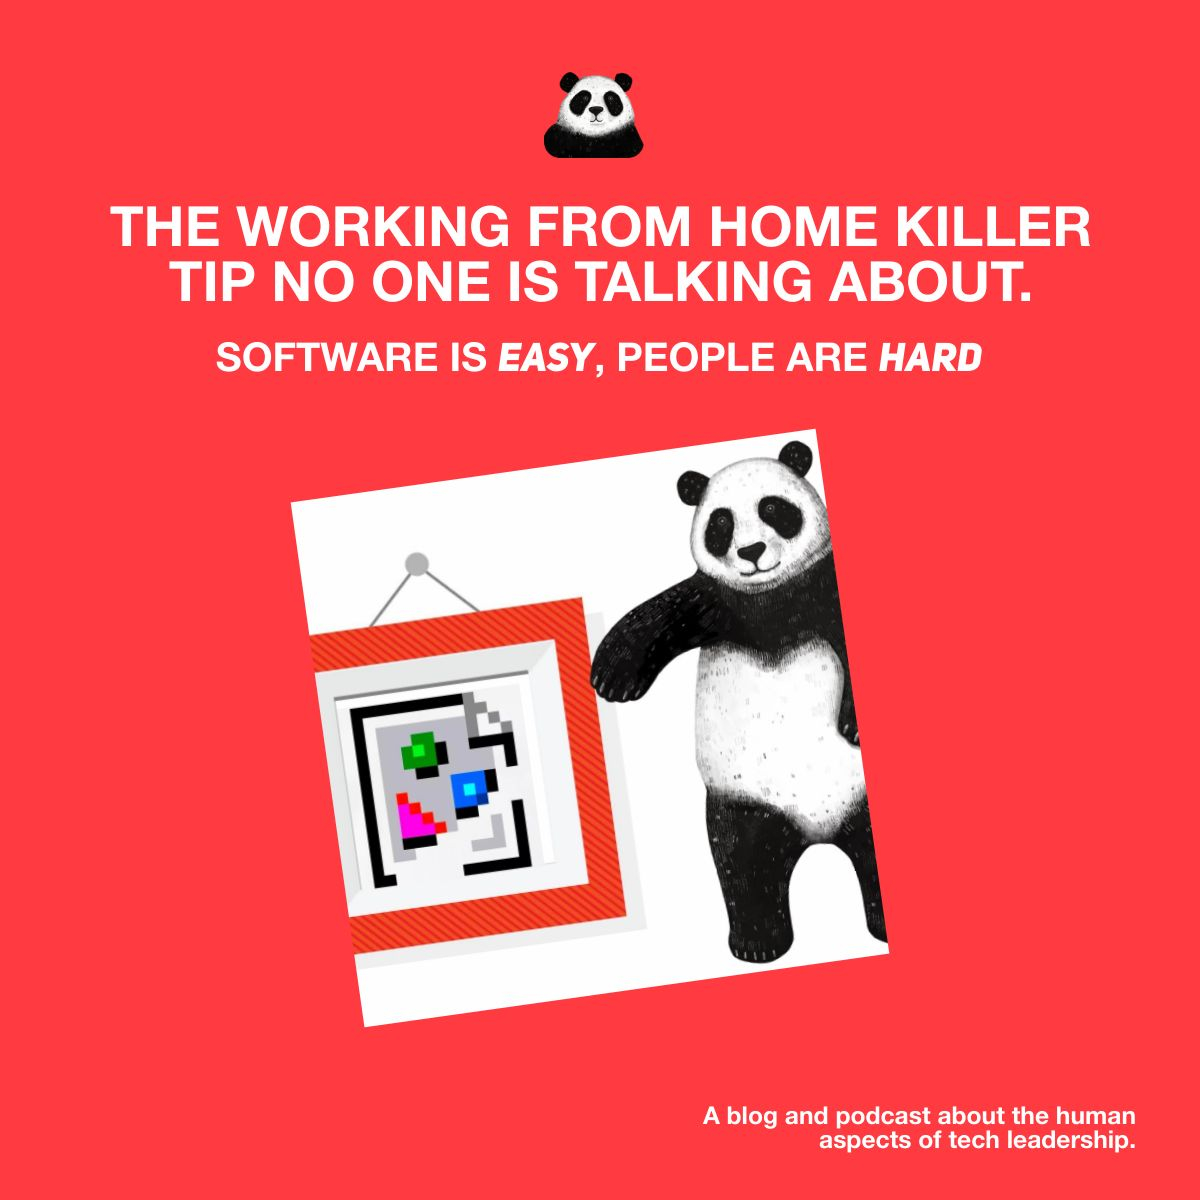 THE WORKING FROM HOME KILLER
TIP NO ONE IS TALKING ABOUT.
SOFTWARE IS EASY, PEOPLE ARE HARD
A blog and podcast about the human
aspects of tech leadership.